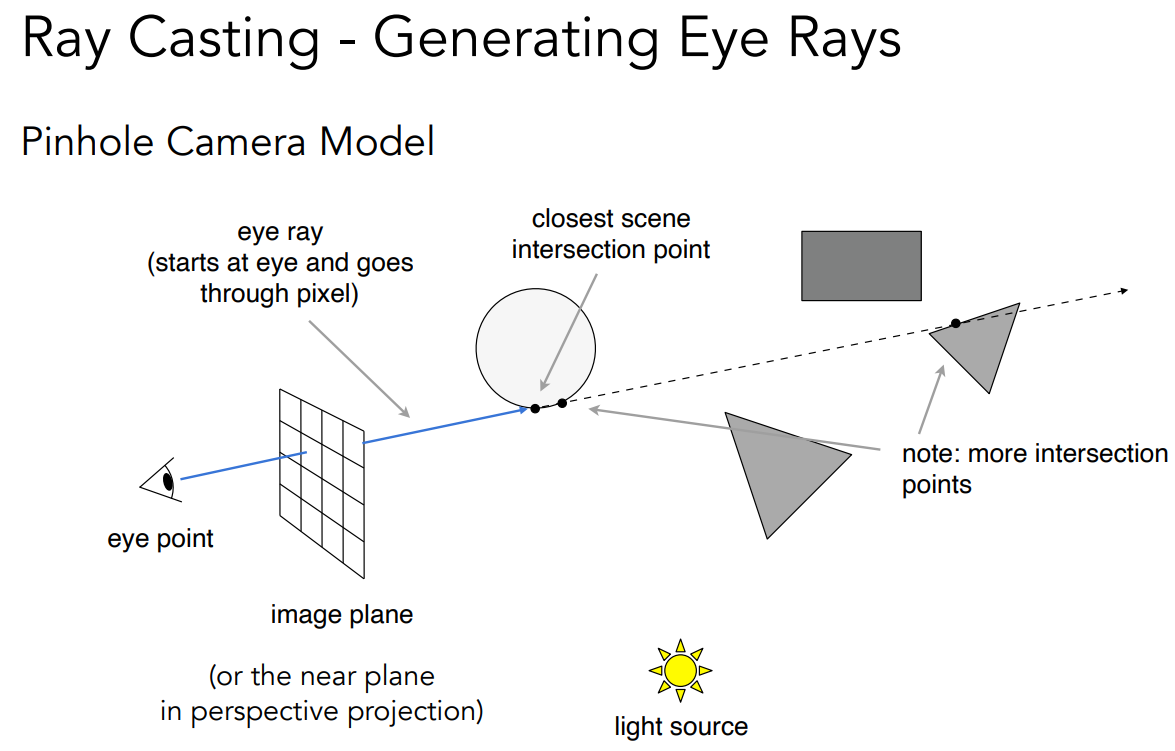 Ray Casting - Generating Eye Rays
Pinhole Camera Model
eye ray
(starts at eye and goes
through pixel)
closest scene
intersection point
note: more intersection
points
eye point
image plane
(or the near plane
in perspective projection)
light source